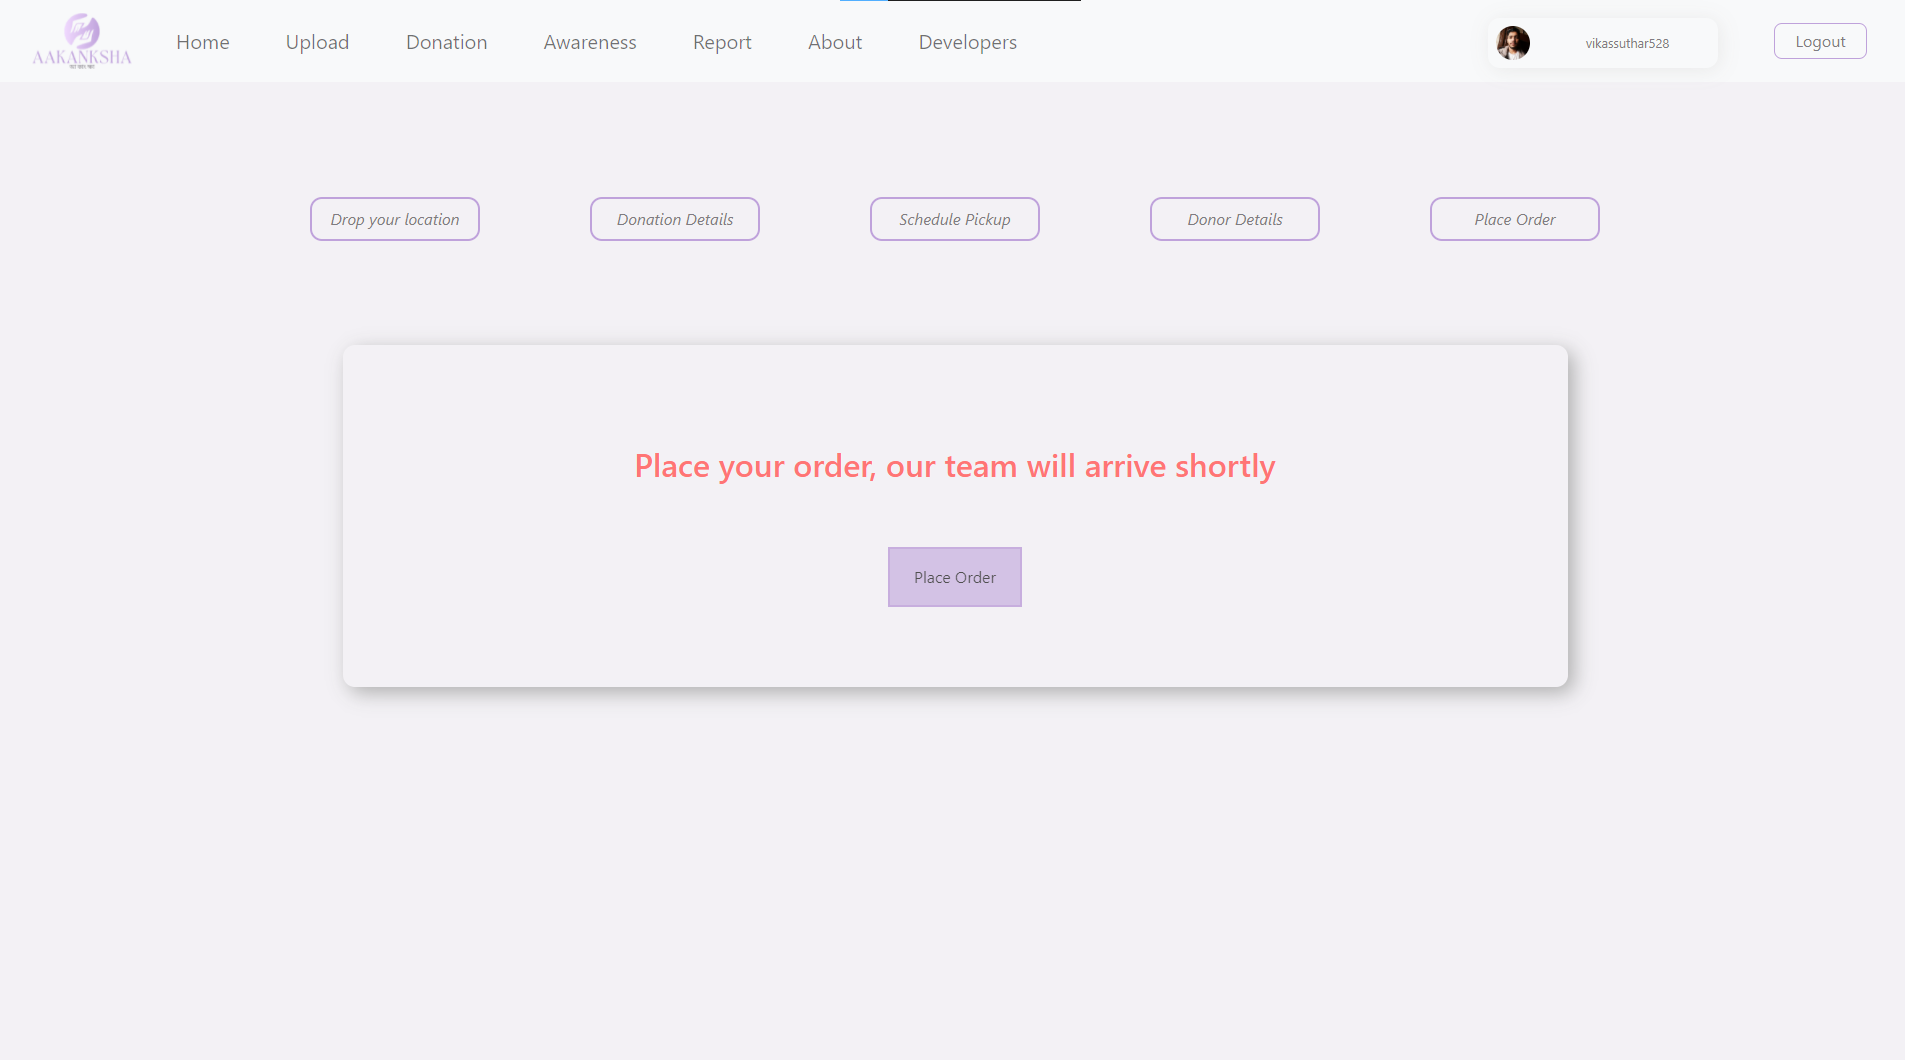 AAKANKSHA
Home
Upload
Donation
Awareness
Report
About
Developers
vikassuthar528
Logout
Drop your location
Donation Details
Schedule Pickup
Donor Details
Place Order
Place your order, our team will arrive shortly
Place Order